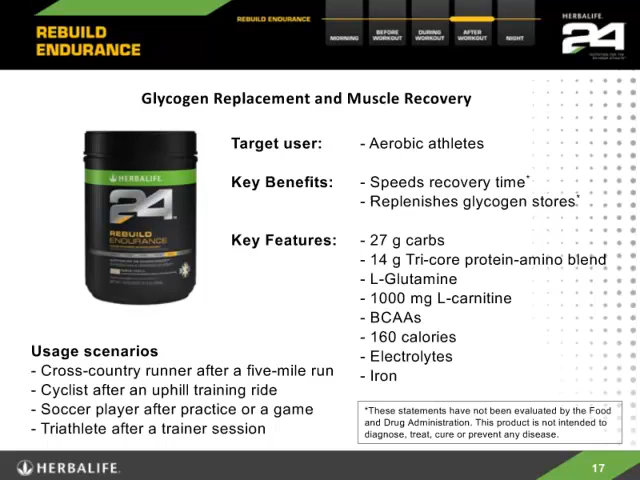 REBUILD
ENDURANCE
REBUILD ENDURANCE
MORNING
BEFORE
WORKOUT
DURING
WORKOUT
AFTER
WORKOUT
NIGHT
HERBALIFE
24
Glycogen Replacement and Muscle Recovery
HERBALIFE
24
REBUILD
ENDURANCE
Target user: - Aerobic athletes
Key Benefits: - Speeds recovery time*
- Replenishes glycogen stores*
Key Features: - 27 g carbs
- 14 g Tri-core protein-amino blend
- L-Glutamine
- 1000 mg L-carnitine
- BCAAs
- 160 calories
- Electrolytes
- Iron
Usage scenarios
- Cross-country runner after a five-mile run
- Cyclist after an uphill training ride
- Soccer player after practice or a game
- Triathlete after a trainer session
*These statements have not been evaluated by the Food
and Drug Administration. This product is not intended to
diagnose, treat, cure or prevent any disease.
HERBALIFE
17